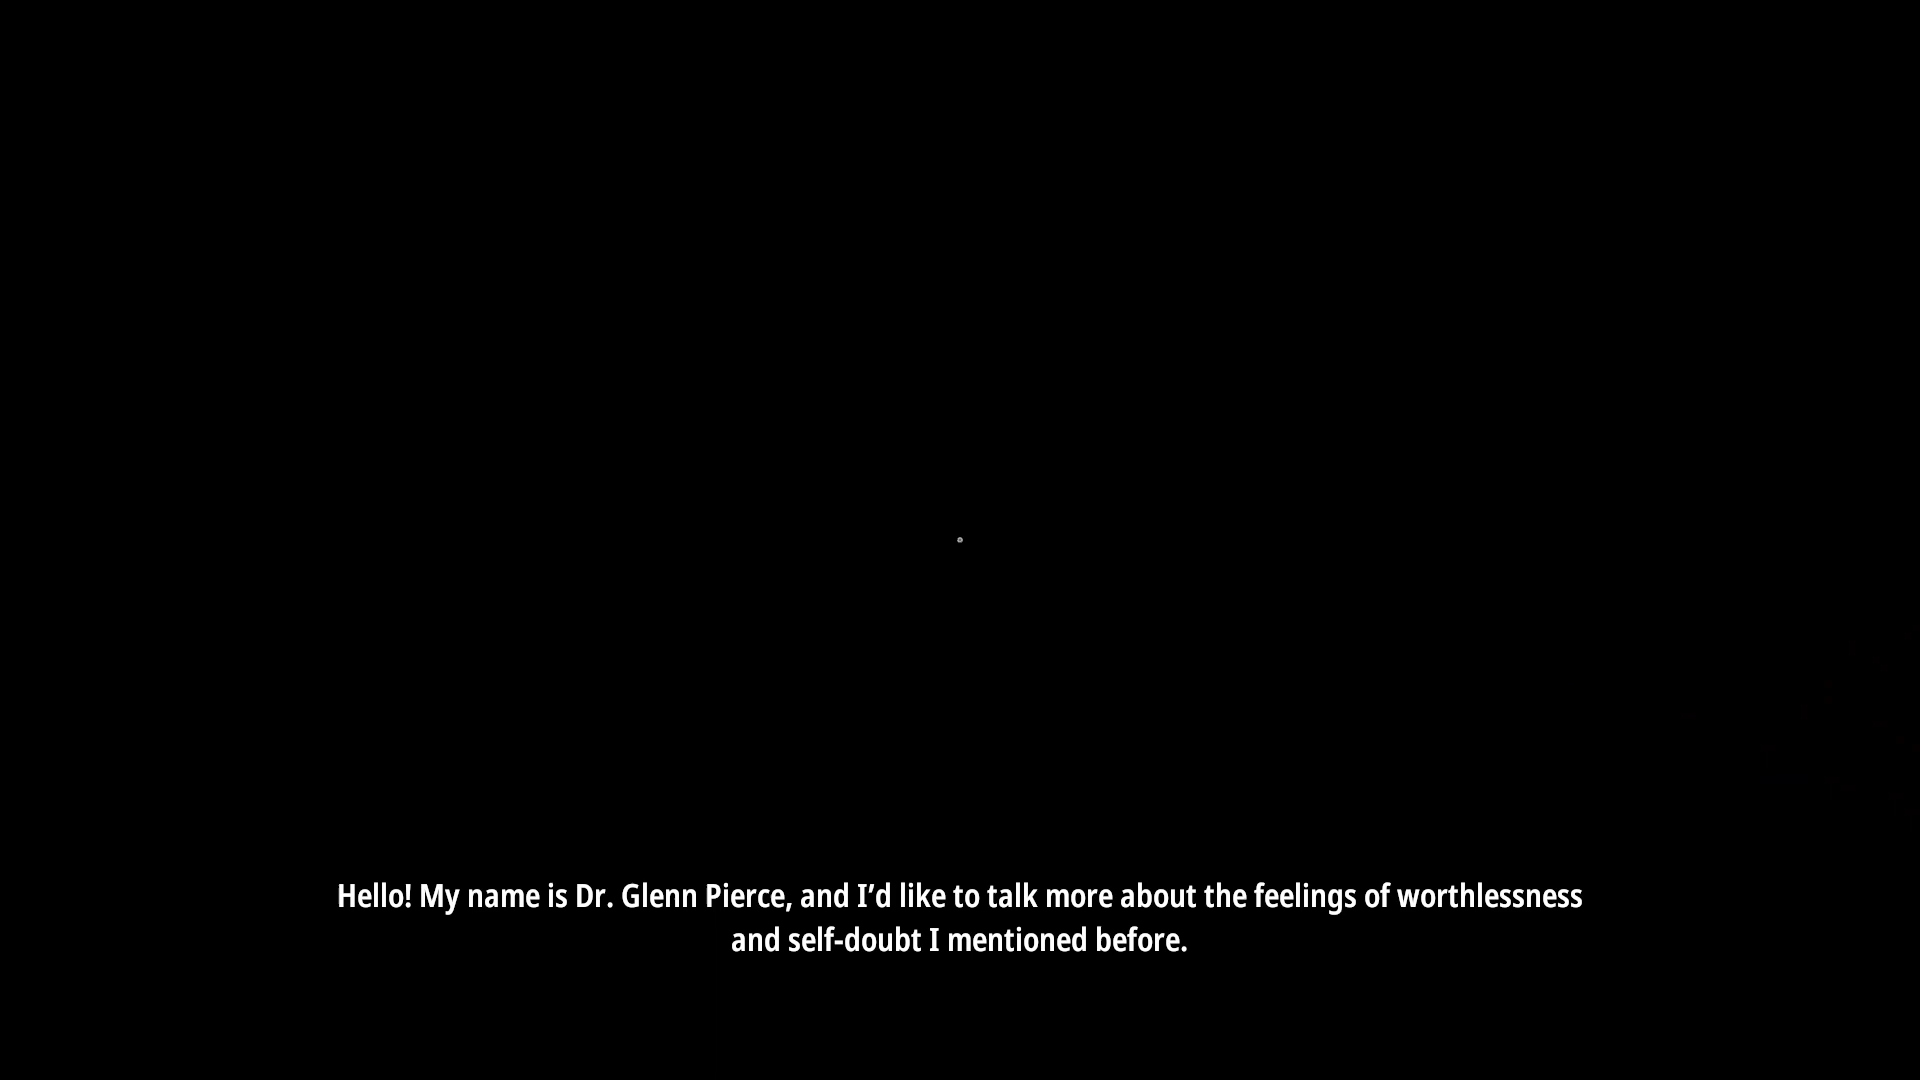 Hello! My name is Dr. Glenn Pierce, and I’d like to talk more about the feelings of worthlessness
and self-doubt I mentioned before.